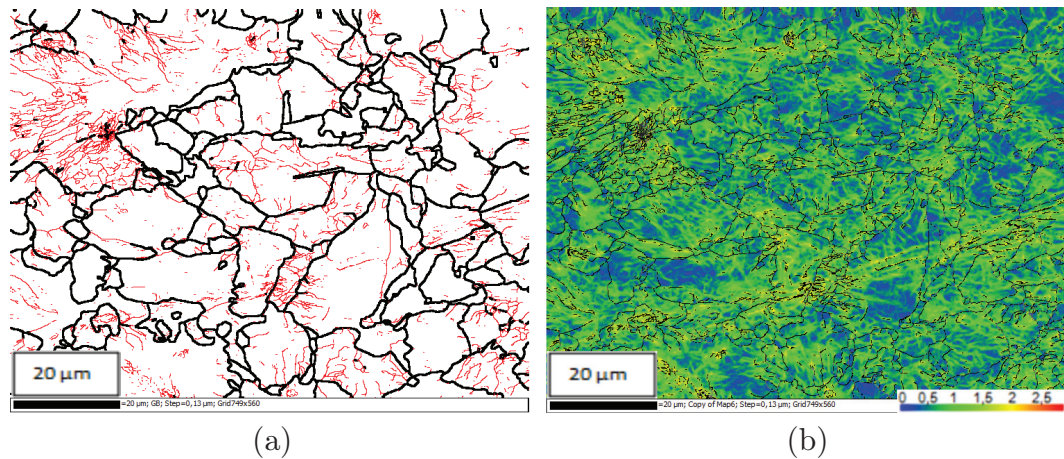 20 µm
=20 µm; GB; Step=0,13 µm; Grid749x560
(a)
20 µm
=20 µm; Copy of Map6; Step=0,13 µm; Grid749x560
0 0,5 1 1,5 2 2,5
(b)